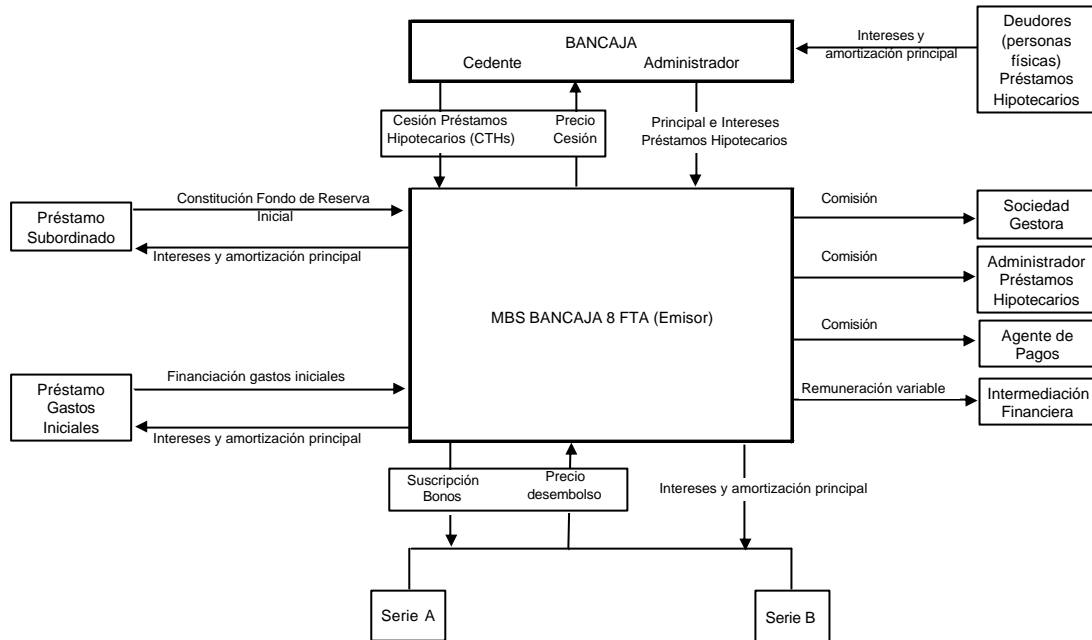 BANCAJA
Cedente
Administrador
Intereses y
amortización principal
Deudores
(personas
físicas)
Préstamos
Hipotecarios
Cesión Préstamos
Hipotecarios (CTHs)
Precio
Cesión
Principal e Intereses
Préstamos Hipotecarios
Préstamo
Subordinado
Constitución Fondo de Reserva
Inicial
Intereses y amortización principal
MBS BANCAJA 8 FTA (Emisor)
Comisión
Sociedad
Gestora
Comisión
Administrador
Préstamos
Hipotecarios
Comisión
Agente de
Pagos
Préstamo
Gastos
Iniciales
Financiación gastos iniciales
Intereses y amortización principal
Remuneración variable
Intermediación
Financiera
Suscripción
Bonos
Precio
desembolso
Intereses y amortización principal
Serie A
Serie B